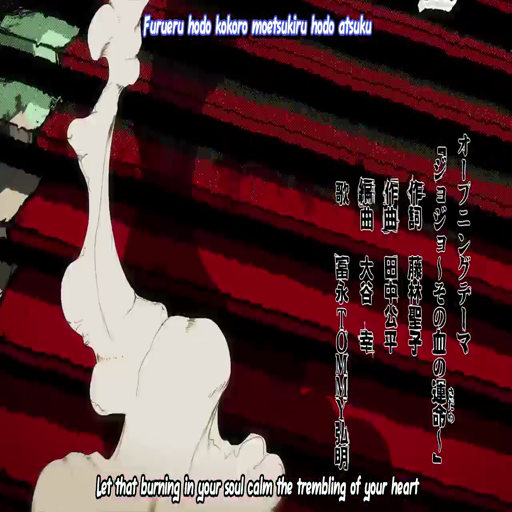 Furueru hodo kokoro moetsukiru hodo atsuku
オープニングテーマ
「ジョジョ〜その血の運命〜」
さだめ
作詞 藤林聖子
作曲 田中公平
編曲 大谷 幸
歌 富永TOMMY弘明
Let that burning in your soul calm the trembling of your heart